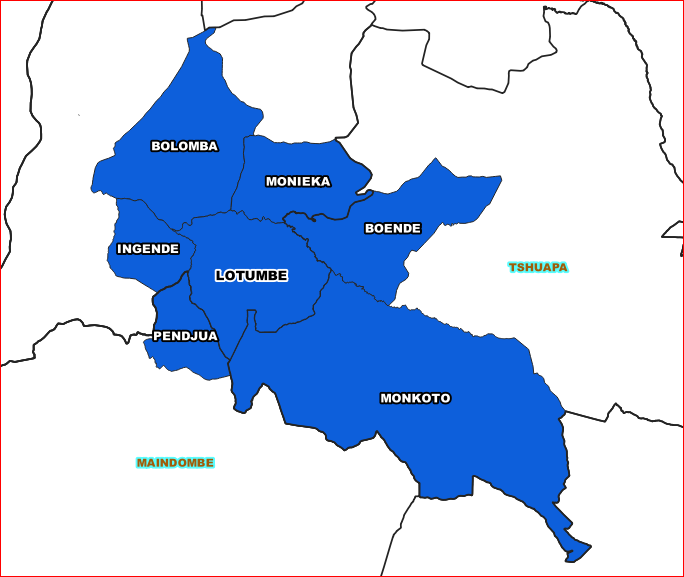 BOLOMBA
MONIEKA
BOENDE
INGENDE
LOTUMBE
TSHUAPA
PENDJUA
MONKOTO
MAINDOMBE